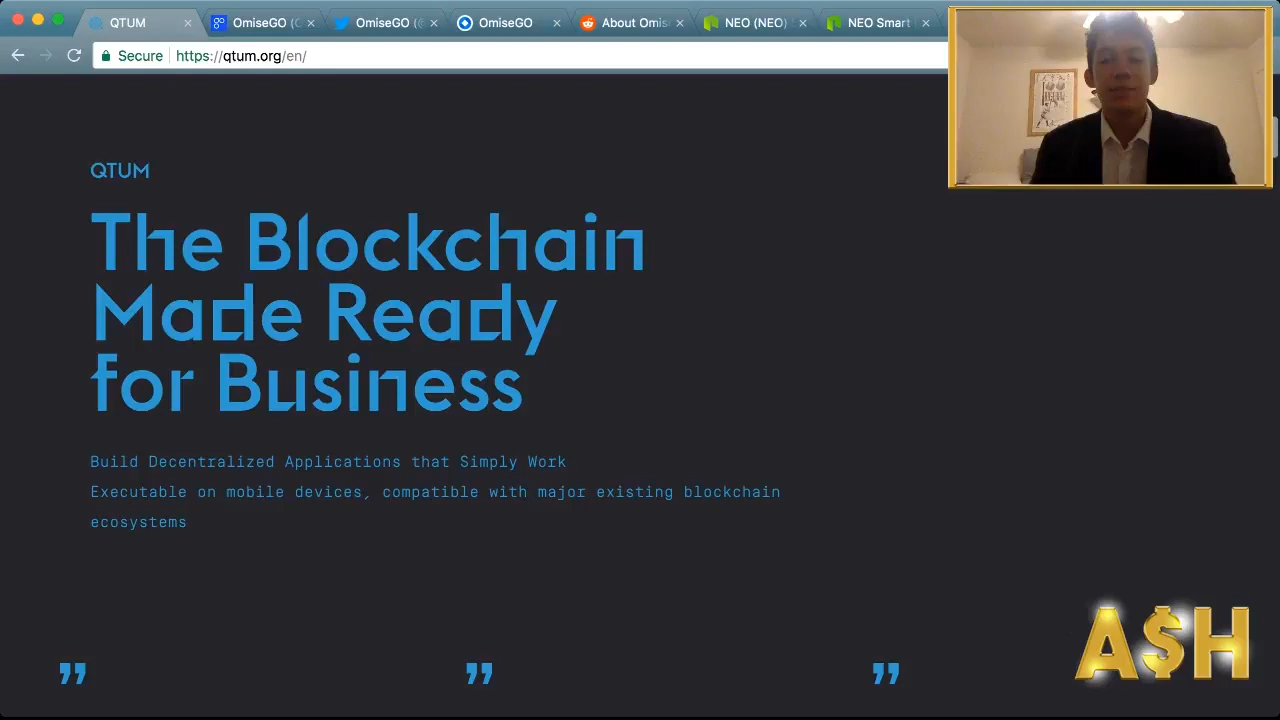 QTUM
OmiseGO (
OmiseGO (
OmiseGO
About Omis
NEO (NEO)
NEO Smart
Secure
https://qtum.org/en/
QTUM
The Blockchain
Made Ready
for Business
Build Decentralized Applications that Simply Work
Executable on mobile devices, compatible with major existing blockchain
ecosystems
”
”
”
A$H